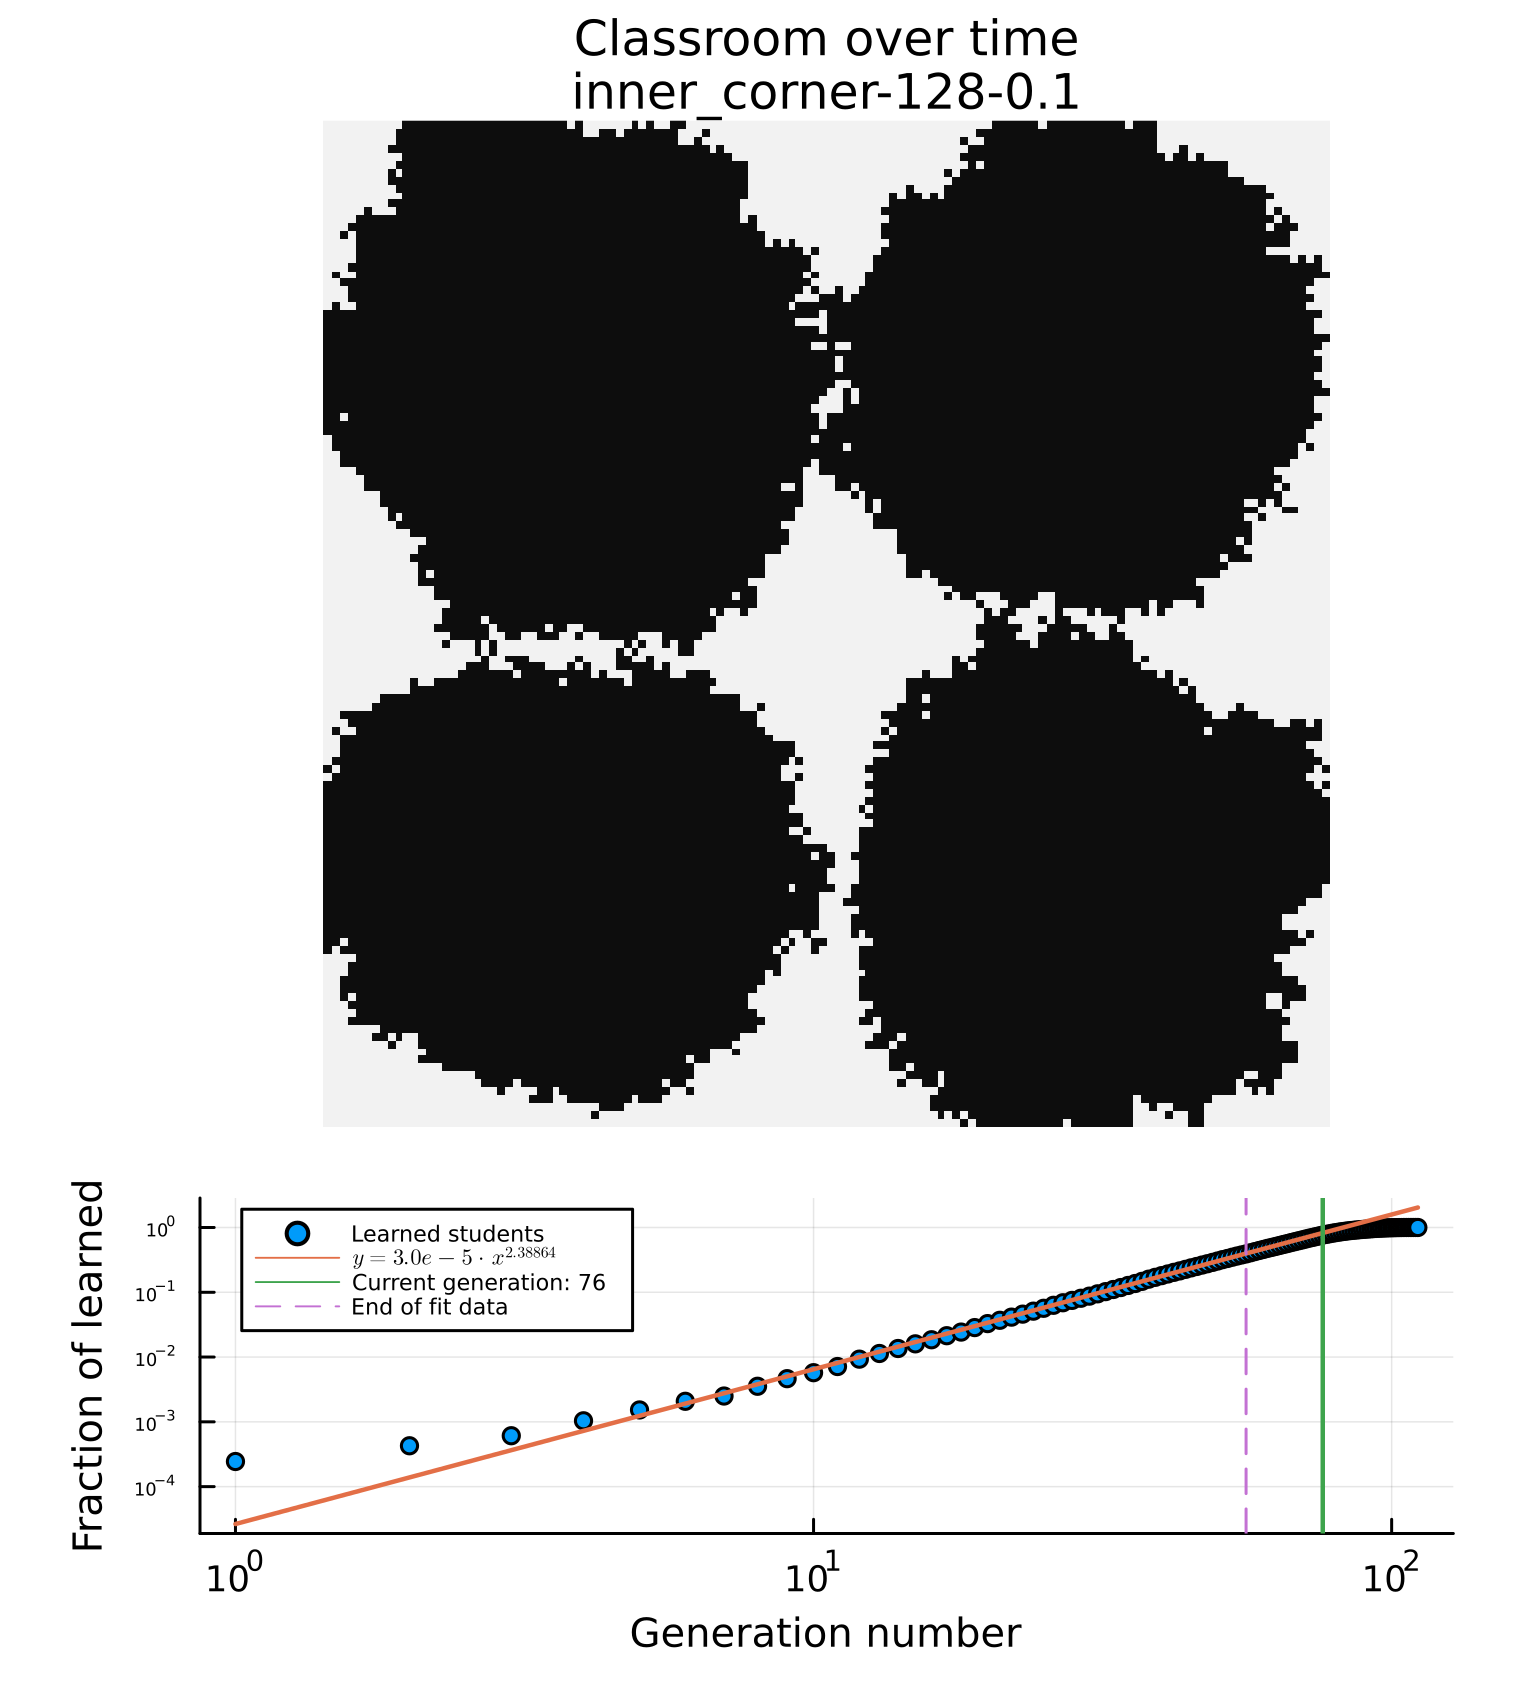 Classroom over time
inner_corner-128-0.1
Fraction of learned
10^0
10^-1
10^-2
10^-3
10^-4
Learned students
y = 3.0e − 5 · x^2.38864
Current generation: 76
End of fit data
10^0
10^1
10^2
Generation number